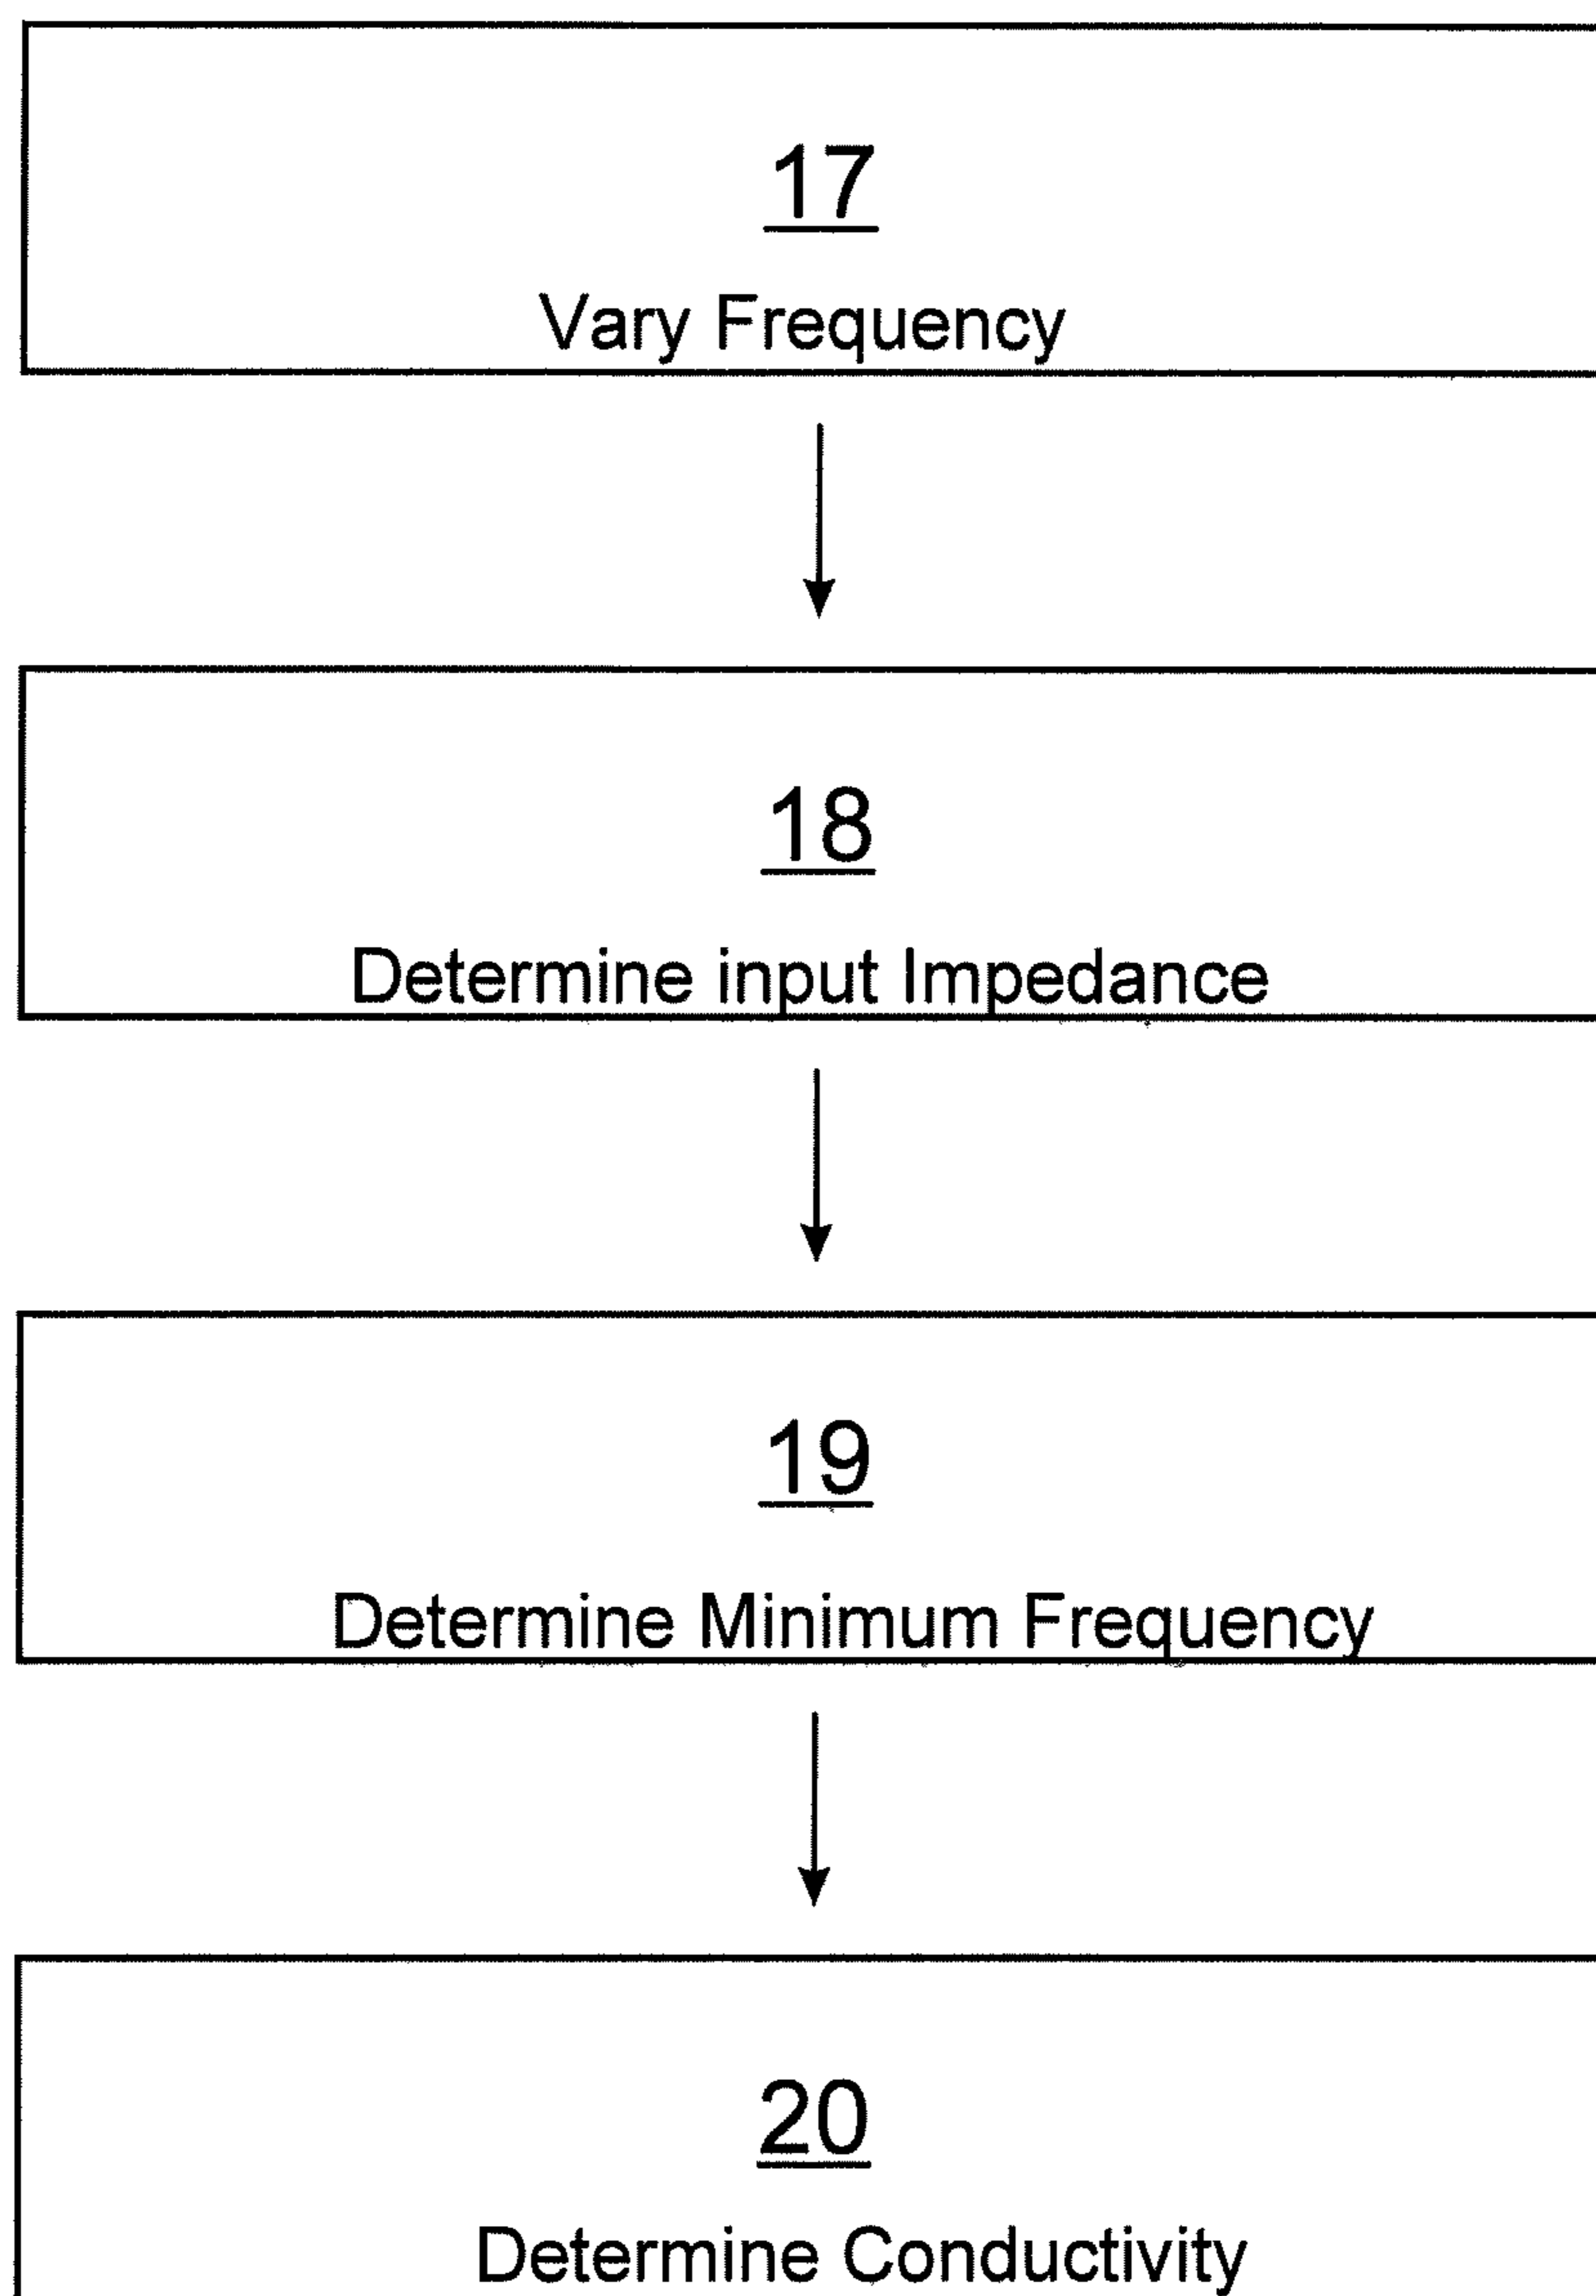 17
Vary Frequency
18
Determine input Impedance
19
Determine Minimum Frequency
20
Determine Conductivity